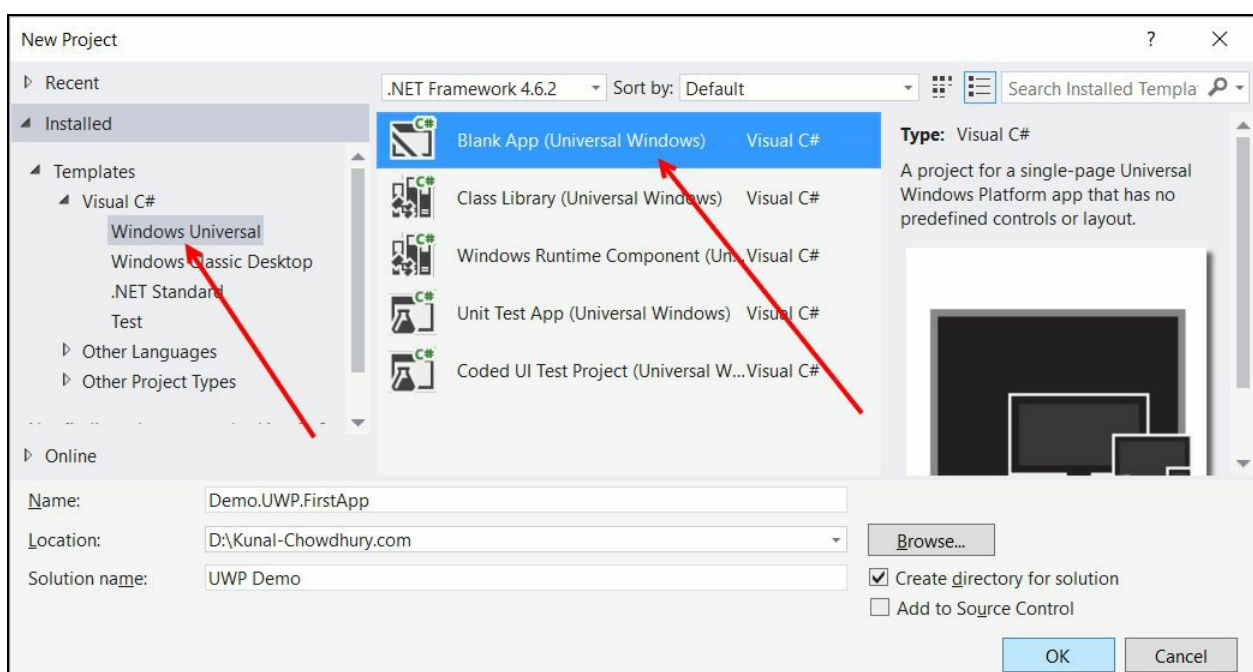 New Project
?
Recent
.NET Framework 4.6.2
Sort by:
Default
Search Installed Templa
Installed
Templates
Visual C#
Windows Universal
Windows Classic Desktop
.NET Standard
Test
Other Languages
Other Project Types
Online
C#
Blank App (Universal Windows)
Visual C#
C#
Class Library (Universal Windows)
Visual C#
C#
Windows Runtime Component (Un...
Visual C#
C#
Unit Test App (Universal Windows)
Visual C#
C#
Coded UI Test Project (Universal W...
Visual C#
Type: Visual C#
A project for a single-page Universal
Windows Platform app that has no
predefined controls or layout.
Name:
Demo.UWP.FirstApp
Location:
D:\Kunal-Chowdhury.com
Browse...
Solution name:
UWP Demo
Create directory for solution
Add to Source Control
OK
Cancel